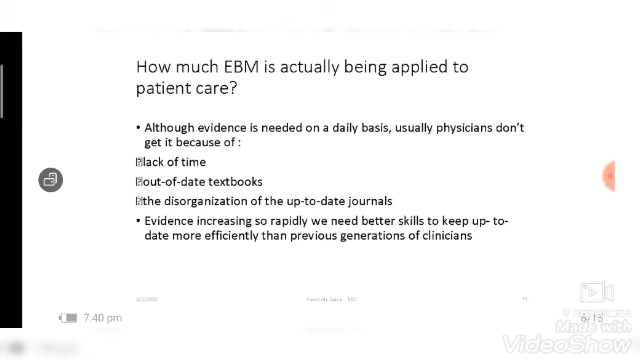 How much EBM is actually being applied to
patient care?
• Although evidence is needed on a daily basis, usually physicians don't
get it because of :
lack of time
out-of-date textbooks
the disorganization of the up-to-date journals
• Evidence increasing so rapidly we need better skills to keep up- to-
date more efficiently than previous generations of clinicians
7:40 pm
6/15
Made with
VideoShow